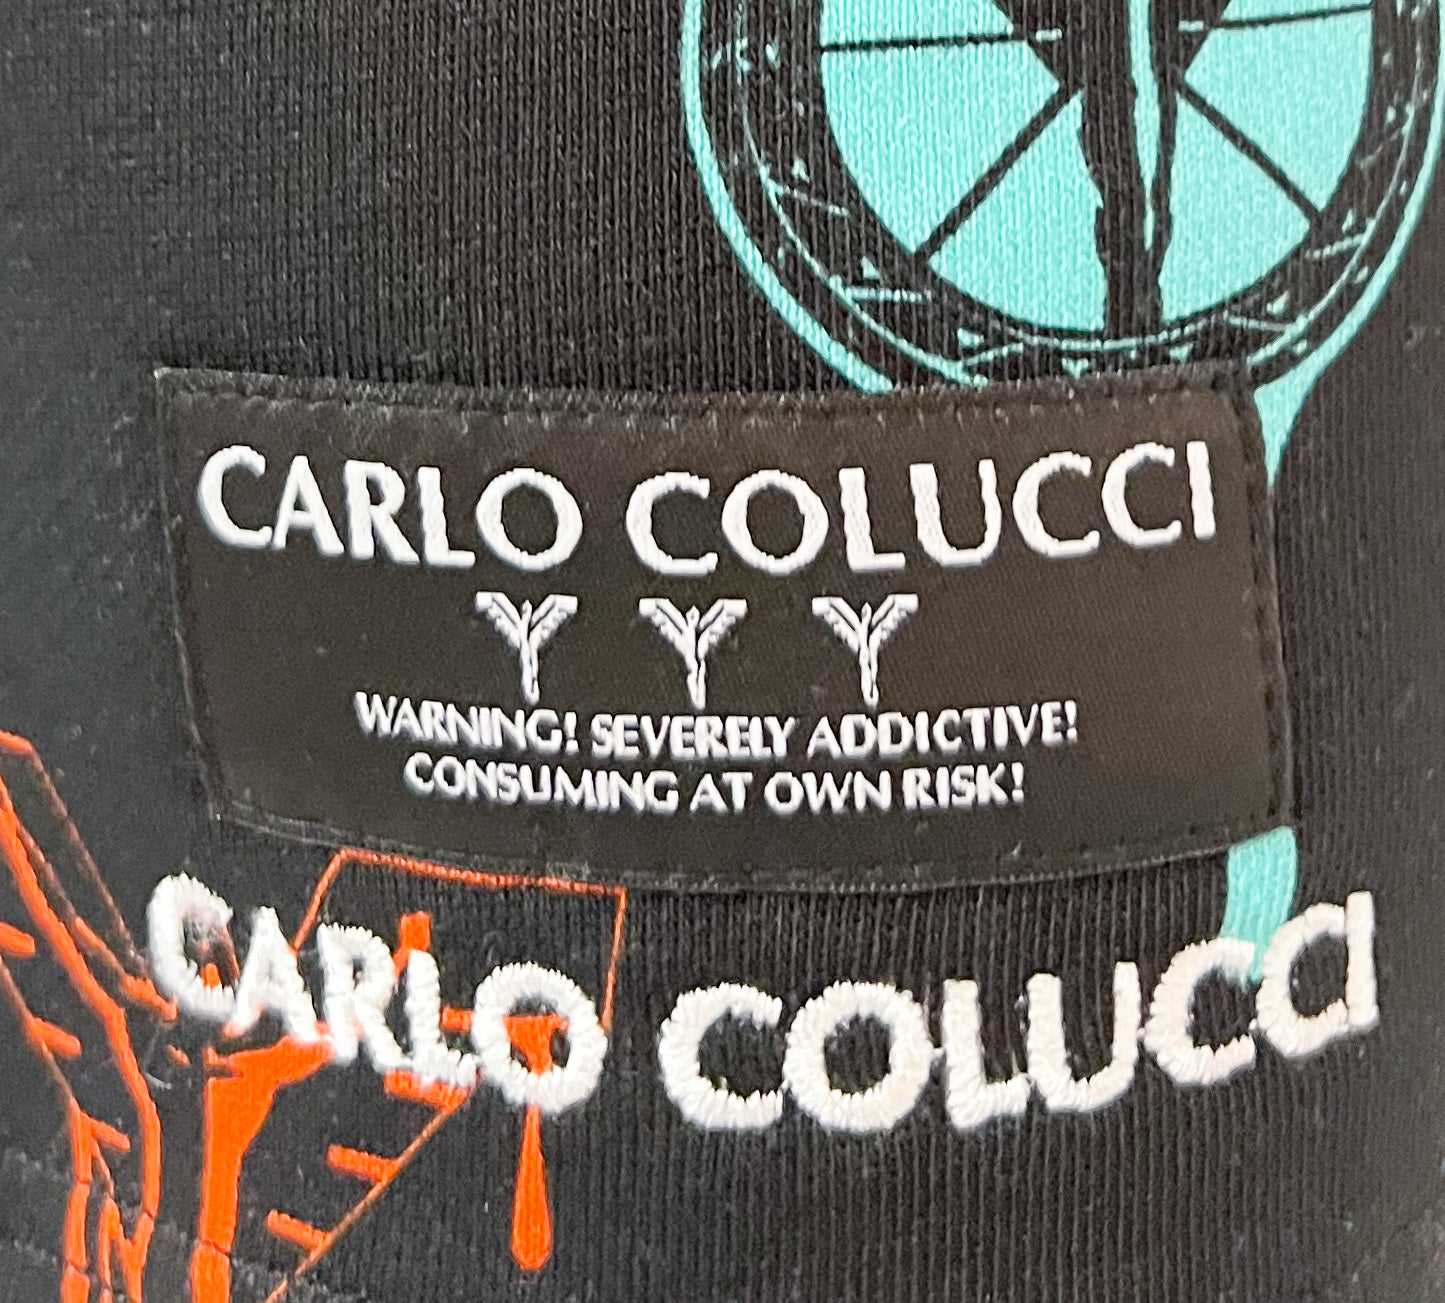 CARLO COLUCCI
WARNING! SEVERELY ADDICTIVE!
CONSUMING AT OWN RISK!
CARLO COLUCCI